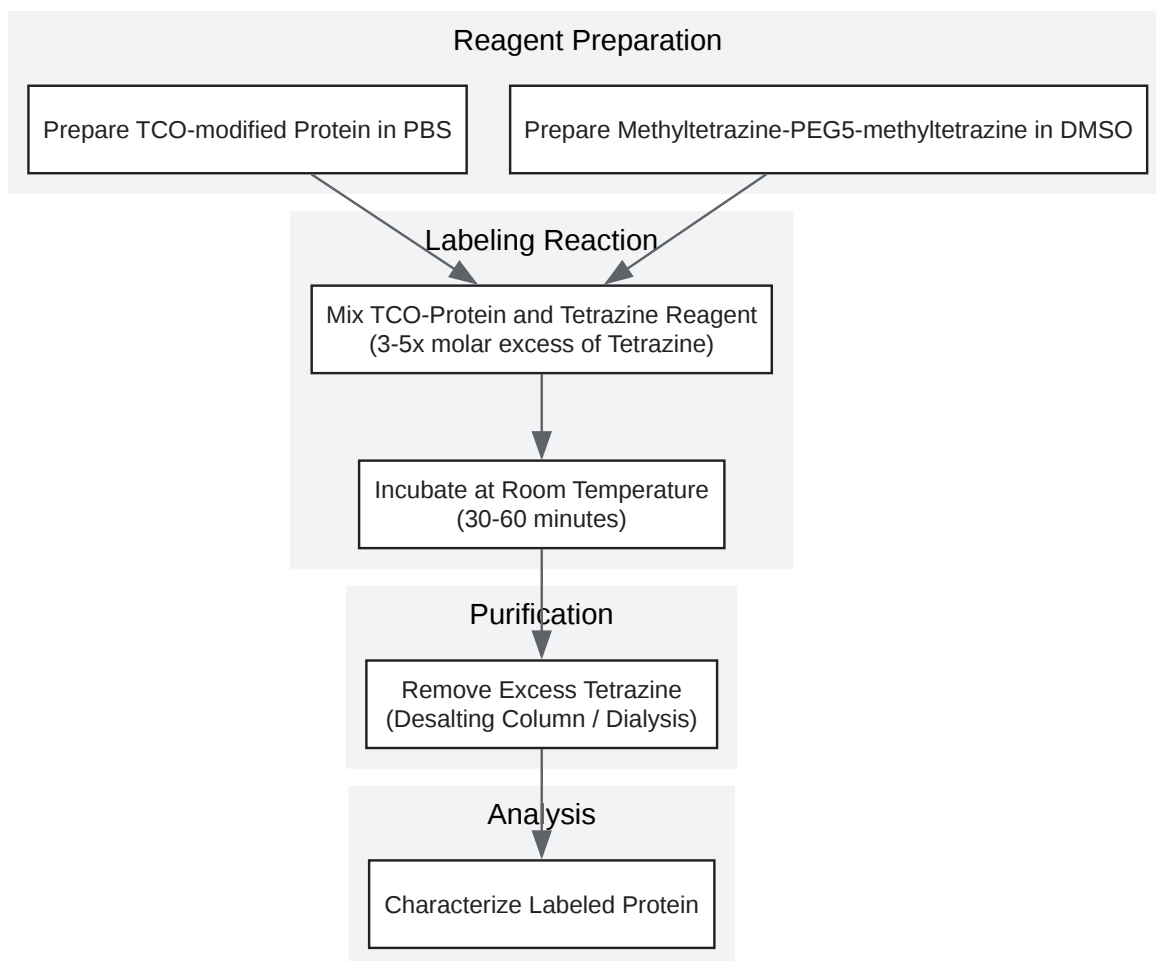 Reagent Preparation
Prepare TCO-modified Protein in PBS
Prepare Methyltetrazine-PEG5-methyltetrazine in DMSO
Labeling Reaction
Mix TCO-Protein and Tetrazine Reagent
(3-5x molar excess of Tetrazine)
Incubate at Room Temperature
(30-60 minutes)
Purification
Remove Excess Tetrazine
(Desalting Column / Dialysis)
Analysis
Characterize Labeled Protein